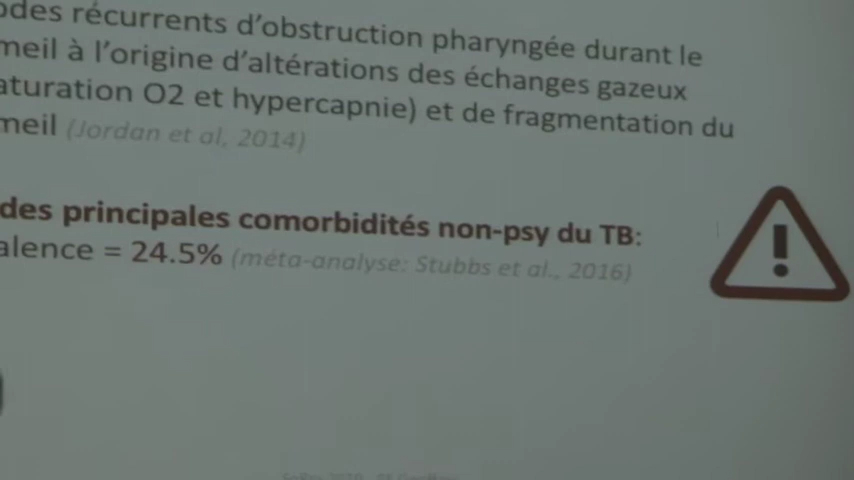 odes récurrents d'obstruction pharyngée durant le
meil à l'origine d'altérations des échanges gazeux
aturation O2 et hypercapnie) et de fragmentation du
meil (Jordan et al, 2014)
des principales comorbidités non-psy du TB:
alence = 24.5% (méta-analyse: Stubbs et al., 2016)